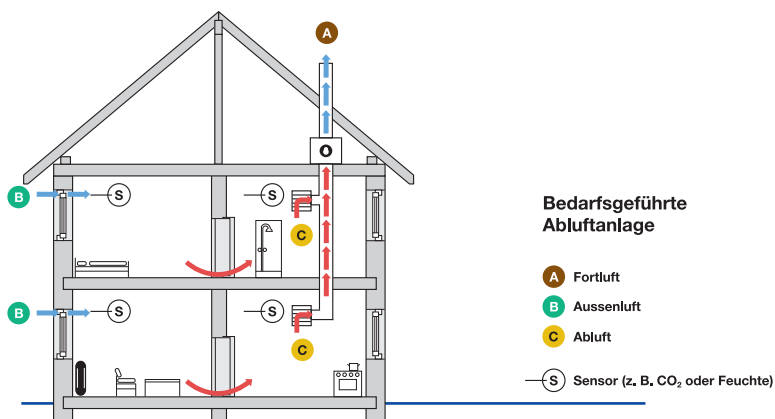 A
B
S
S
C
B
S
S
C
Bedarfsgeführte
Abluftanlage
A Fortluft
B Aussenluft
C Abluft
S Sensor (z. B. CO₂ oder Feuchte)